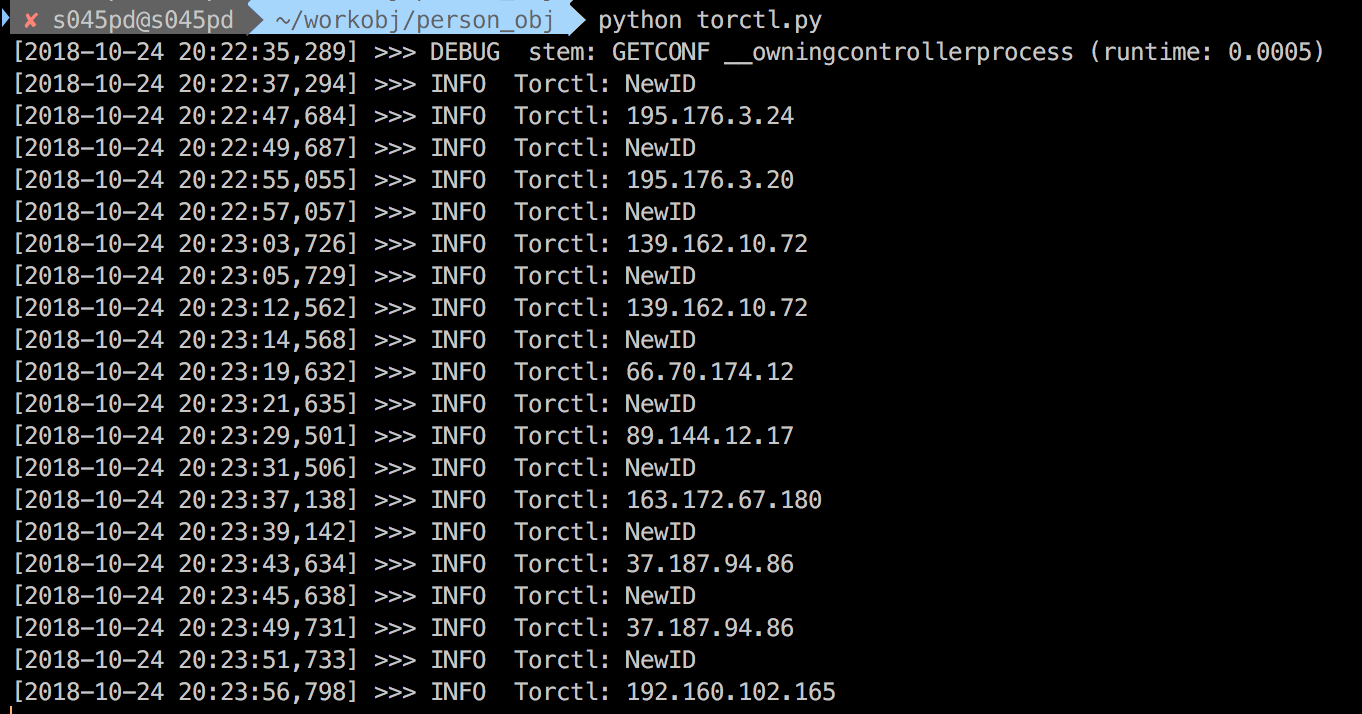 ✘ s045pd@s045pd ~/workobj/person_obj python torctl.py
[2018-10-24 20:22:35,289] >>> DEBUG  stem: GETCONF __owningcontrollerprocess (runtime: 0.0005)
[2018-10-24 20:22:37,294] >>> INFO  Torctl: NewID
[2018-10-24 20:22:47,684] >>> INFO  Torctl: 195.176.3.24
[2018-10-24 20:22:49,687] >>> INFO  Torctl: NewID
[2018-10-24 20:22:55,055] >>> INFO  Torctl: 195.176.3.20
[2018-10-24 20:22:57,057] >>> INFO  Torctl: NewID
[2018-10-24 20:23:03,726] >>> INFO  Torctl: 139.162.10.72
[2018-10-24 20:23:05,729] >>> INFO  Torctl: NewID
[2018-10-24 20:23:12,562] >>> INFO  Torctl: 139.162.10.72
[2018-10-24 20:23:14,568] >>> INFO  Torctl: NewID
[2018-10-24 20:23:19,632] >>> INFO  Torctl: 66.70.174.12
[2018-10-24 20:23:21,635] >>> INFO  Torctl: NewID
[2018-10-24 20:23:29,501] >>> INFO  Torctl: 89.144.12.17
[2018-10-24 20:23:31,506] >>> INFO  Torctl: NewID
[2018-10-24 20:23:37,138] >>> INFO  Torctl: 163.172.67.180
[2018-10-24 20:23:39,142] >>> INFO  Torctl: NewID
[2018-10-24 20:23:43,634] >>> INFO  Torctl: 37.187.94.86
[2018-10-24 20:23:45,638] >>> INFO  Torctl: NewID
[2018-10-24 20:23:49,731] >>> INFO  Torctl: 37.187.94.86
[2018-10-24 20:23:51,733] >>> INFO  Torctl: NewID
[2018-10-24 20:23:56,798] >>> INFO  Torctl: 192.160.102.165